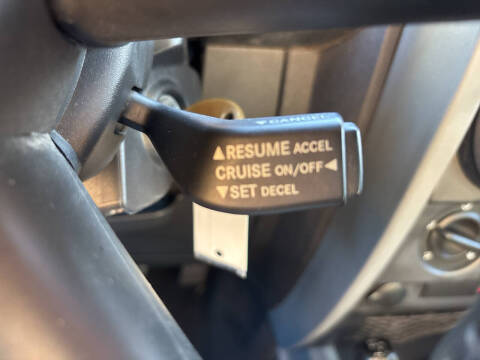 ▼CANCEL
▲RESUME ACCEL
CRUISE ON/OFF◀
▼SET DECEL